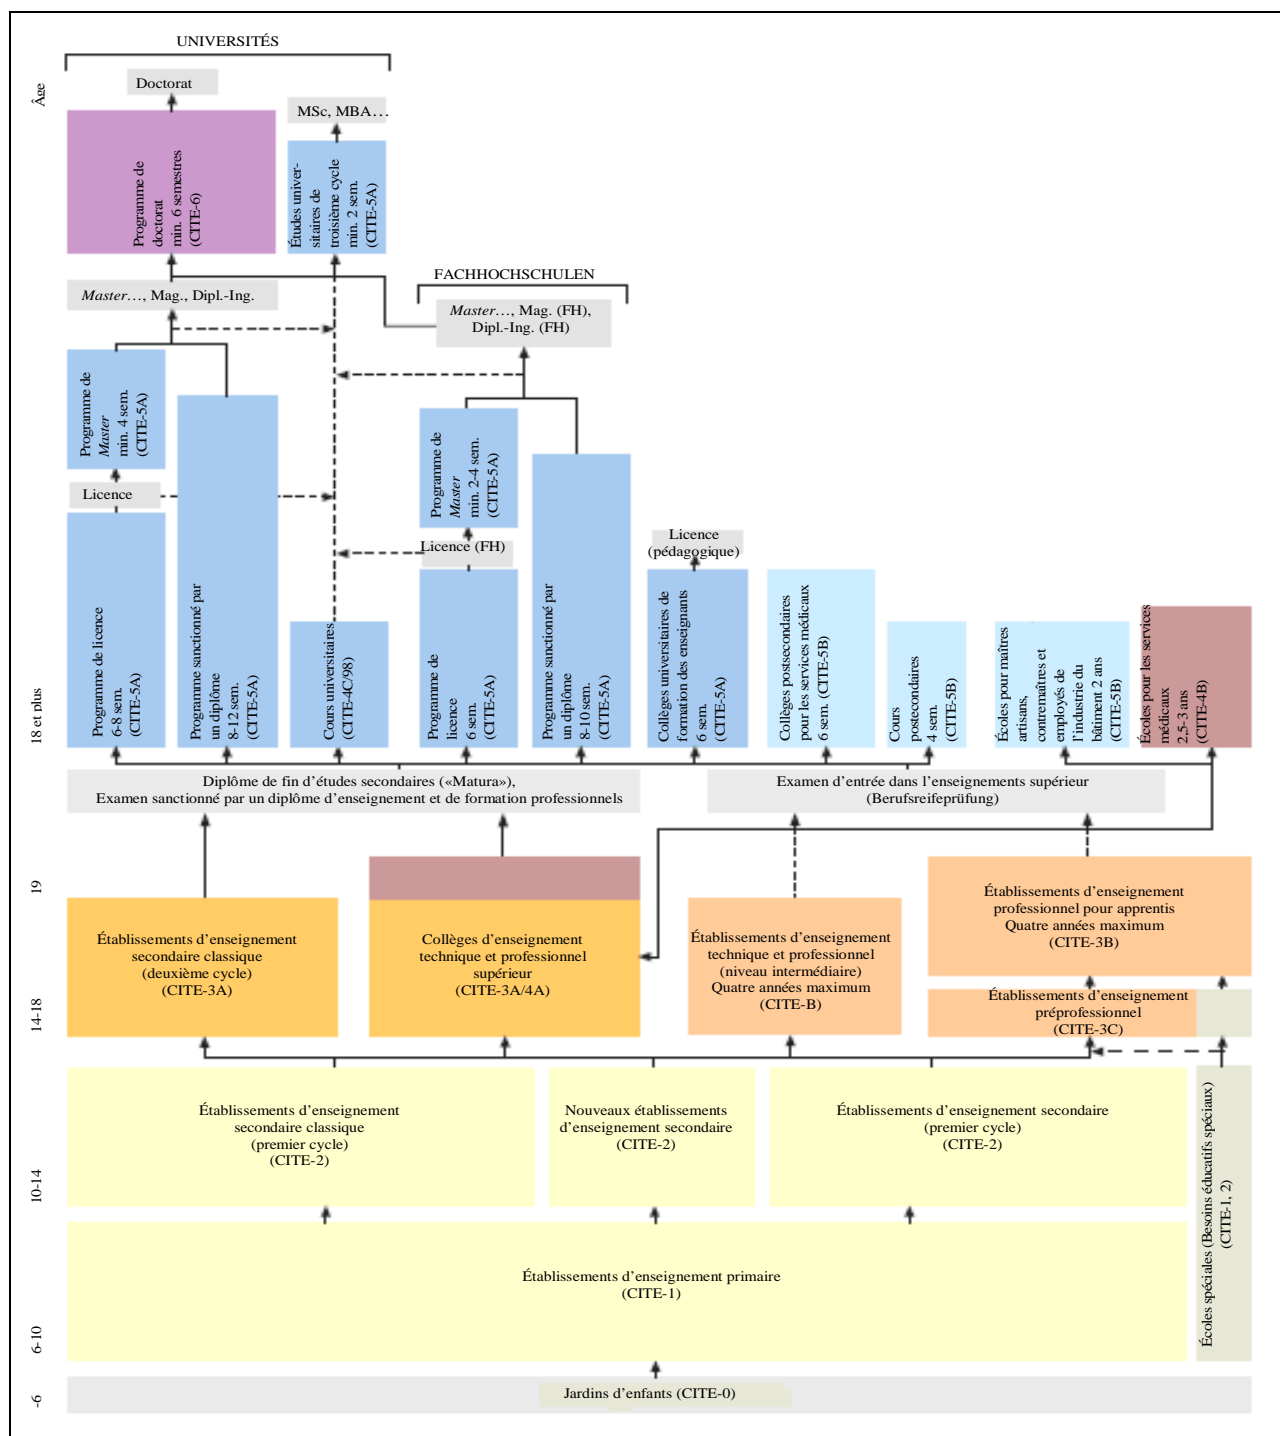 UNIVERSITÉS
Âge
Doctorat
MSc, MBA…
Programme de
doctorat
min. 6 semestres
(CITE-6)
Études univer-
sitaires de
troisième cycle
min. 2 sem.
(CITE-5A)
FACHHOCHSCHULEN
Master…, Mag., Dipl.-Ing.
Master…, Mag. (FH),
Dipl.-Ing. (FH)
Programme de
Master
min. 4 sem.
(CITE-5A)
Programme de
Master
min. 2-4 sem.
(CITE-5A)
Licence
Licence (FH)
Licence
(pédagogique)
18 et plus
Programme de licence
6-8 sem.
(CITE-5A)
Programme sanctionné par
un diplôme
8-12 sem.
(CITE-5A)
Cours universitaires
(CITE-4C/98)
Programme de
licence
6 sem.
(CITE-5A)
Programme sanctionné par
un diplôme
8-10 sem.
(CITE-5A)
Collèges universitaires de
formation des enseignants
6 sem.
(CITE-5A)
Collèges postsecondaires
pour les services médicaux
6 sem. (CITE-5B)
Cours
postecondaires
4 sem.
(CITE-5B)
Écoles pour maîtres
artisans,
contremaîtres et
employés de
l’industrie du
bâtiment 2 ans
(CITE-5B)
Écoles pour les services
médicaux
2,5-3 ans
(CITE-4B)
Diplôme de fin d’études secondaires («Matura»),
Examen sanctionné par un diplôme d’enseignement et de formation professionnels
Examen d’entrée dans l’enseignements supérieur
(Berufsreifeprüfung)
19
14-18
Établissements d’enseignement
secondaire classique
(deuxième cycle)
(CITE-3A)
Collèges d’enseignement
technique et professionnel
supérieur
(CITE-3A/4A)
Établissements d’enseignement
technique et professionnel
(niveau intermédiaire)
Quatre années maximum
(CITE-B)
Établissements d’enseignement
professionnel pour apprentis
Quatre années maximum
(CITE-3B)
Établissements d’enseignement
préprofessionnel
(CITE-3C)
10-14
Établissements d’enseignement
secondaire classique
(premier cycle)
(CITE-2)
Nouveaux établissements
d’enseignement secondaire
(CITE-2)
Établissements d’enseignement secondaire
(premier cycle)
(CITE-2)
Écoles spéciales (Besoins éducatifs spéciaux)
(CITE-1, 2)
6-10
Établissements d’enseignement primaire
(CITE-1)
-6
Jardins d’enfants (CITE-0)